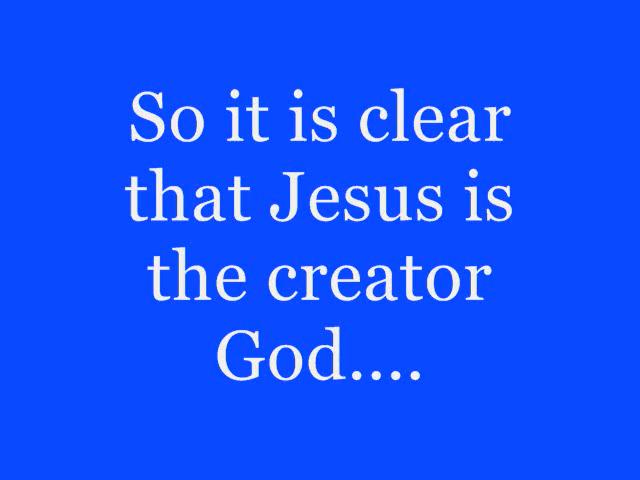 So it is clear
that Jesus is
the creator
God....